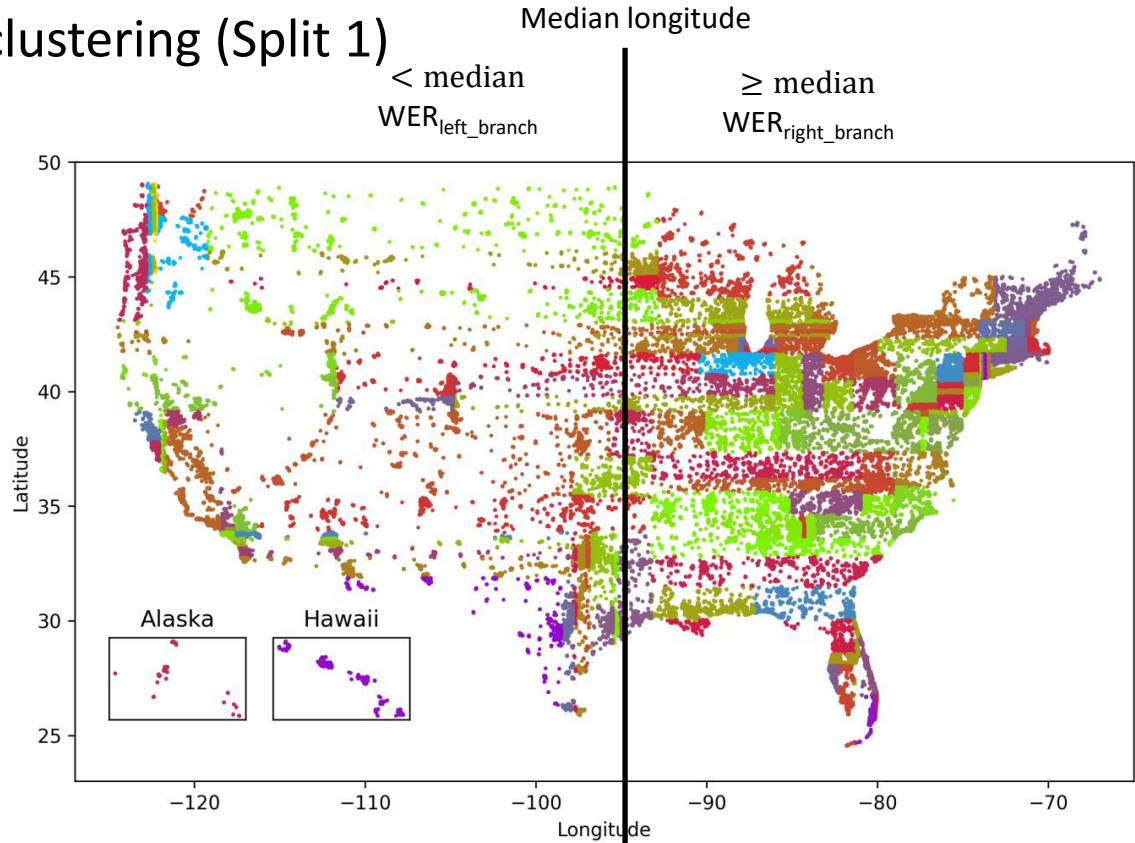 clustering (Split 1)
Median longitude
< median
WERleft_branch
≥ median
WERright_branch
50
45
40
35
30
25
Latitude
Alaska
Hawaii
−120
−110
−100
−90
−80
−70
Longitude